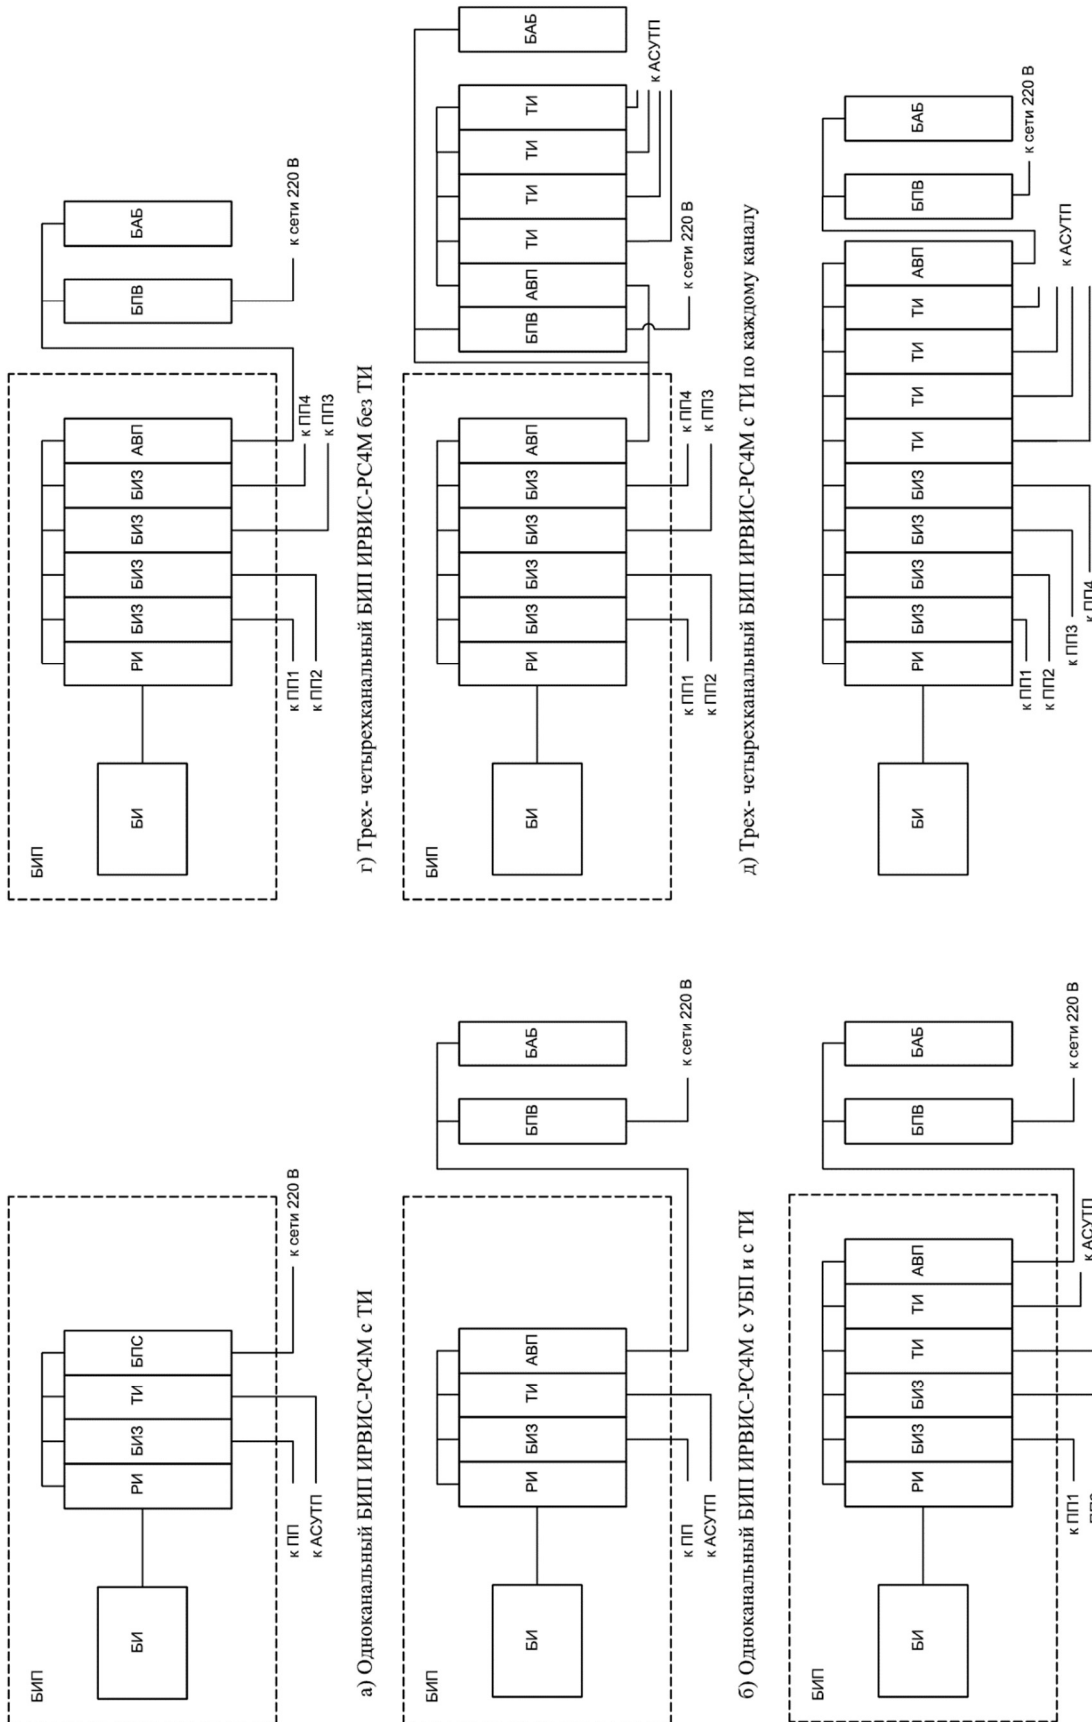 БИП
БИ
РИ
БИЗ
ТИ
БПС
к ПП
к АСУТП
к сети 220 В
а) Одноканальный БИП ИРВИС-РС4М с ТИ
БИП
БИ
РИ
БИЗ
ТИ
АВП
БПВ
БАБ
к ПП
к АСУТП
к сети 220 В
б) Одноканальный БИП ИРВИС-РС4М с УБП и с ТИ
БИП
БИ
РИ
БИЗ
БИЗ
ТИ
ТИ
АВП
БПВ
БАБ
к ПП1
к АСУТП
к сети 220 В
БИП
БИ
РИ
БИЗ
БИЗ
БИЗ
БИЗ
АВП
БПВ
БАБ
к ПП1
к ПП2
к ПП4
к ПП3
к сети 220 В
г) Трех- четырехканальный БИП ИРВИС-РС4М без ТИ
БИП
БИ
РИ
БИЗ
БИЗ
БИЗ
БИЗ
АВП
БПВ
АВП
ТИ
ТИ
ТИ
ТИ
БАБ
к АСУТП
к ПП1
к ПП2
к ПП4
к ПП3
к сети 220 В
д) Трех- четырехканальный БИП ИРВИС-РС4М с ТИ по каждому каналу
БИ
РИ
БИЗ
БИЗ
БИЗ
БИЗ
ТИ
ТИ
ТИ
ТИ
АВП
БПВ
БАБ
к ПП1
к ПП2
к ПП3
к ПП4
к АСУТП
к сети 220 В